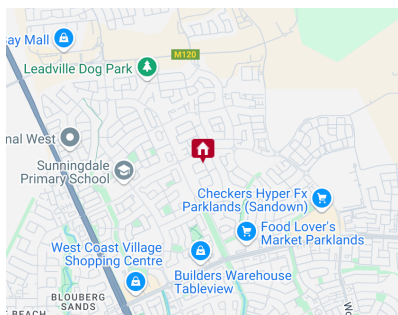 ay Mall
M120
Leadville Dog Park
nal West
Sunningdale
Primary School
Checkers Hyper Fx
Parklands (Sandown)
Food Lover's
Market Parklands
West Coast Village
Shopping Centre
Builders Warehouse
Tableview
BLOUBERG
SANDS
BEACH